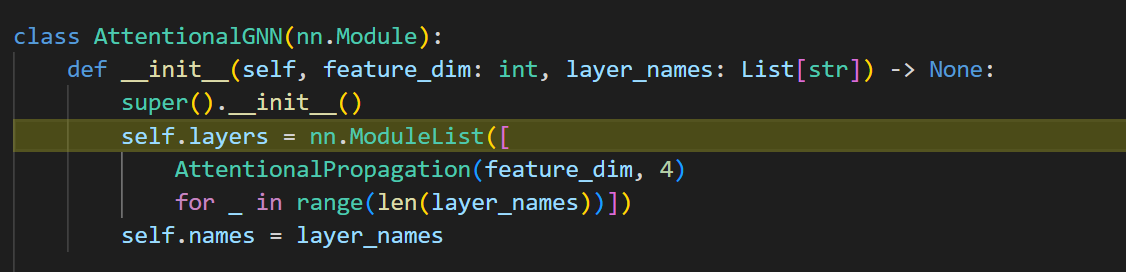 class AttentionalGNN(nn.Module):
    def __init__(self, feature_dim: int, layer_names: List[str]) -> None:
        super().__init__()
        self.layers = nn.ModuleList([
            AttentionalPropagation(feature_dim, 4)
            for _ in range(len(layer_names))])
        self.names = layer_names